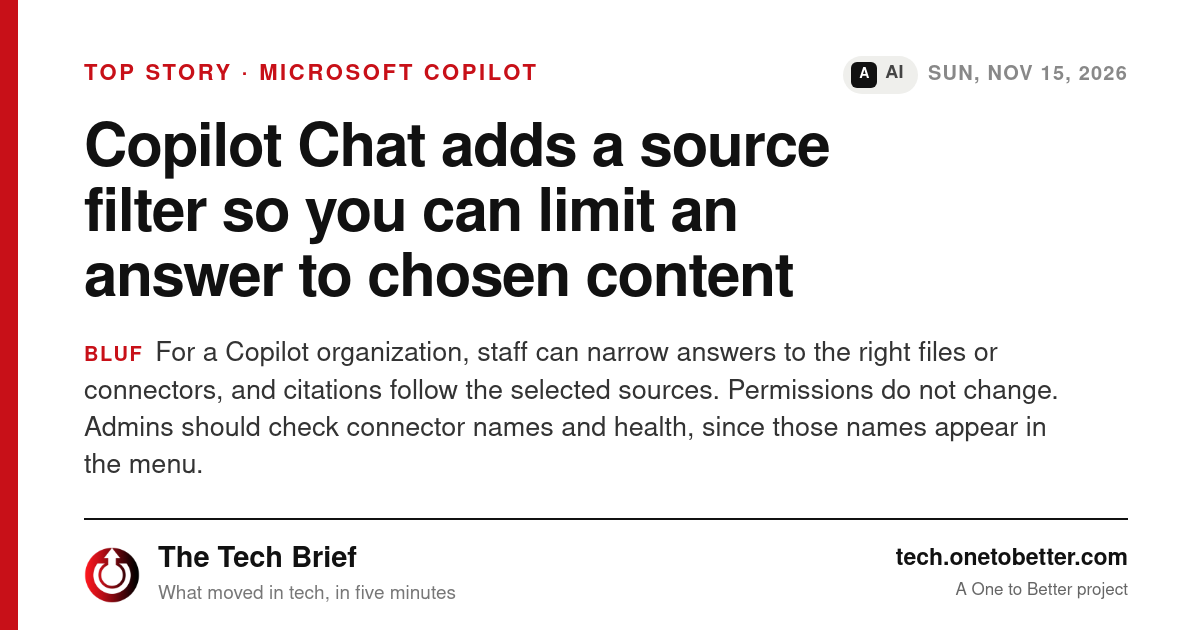 TOP STORY · MICROSOFT COPILOT
A AI SUN, NOV 15, 2026
Copilot Chat adds a source
filter so you can limit an
answer to chosen content
BLUF For a Copilot organization, staff can narrow answers to the right files or
connectors, and citations follow the selected sources. Permissions do not change.
Admins should check connector names and health, since those names appear in
the menu.
The Tech Brief
What moved in tech, in five minutes
tech.onetobetter.com
A One to Better project